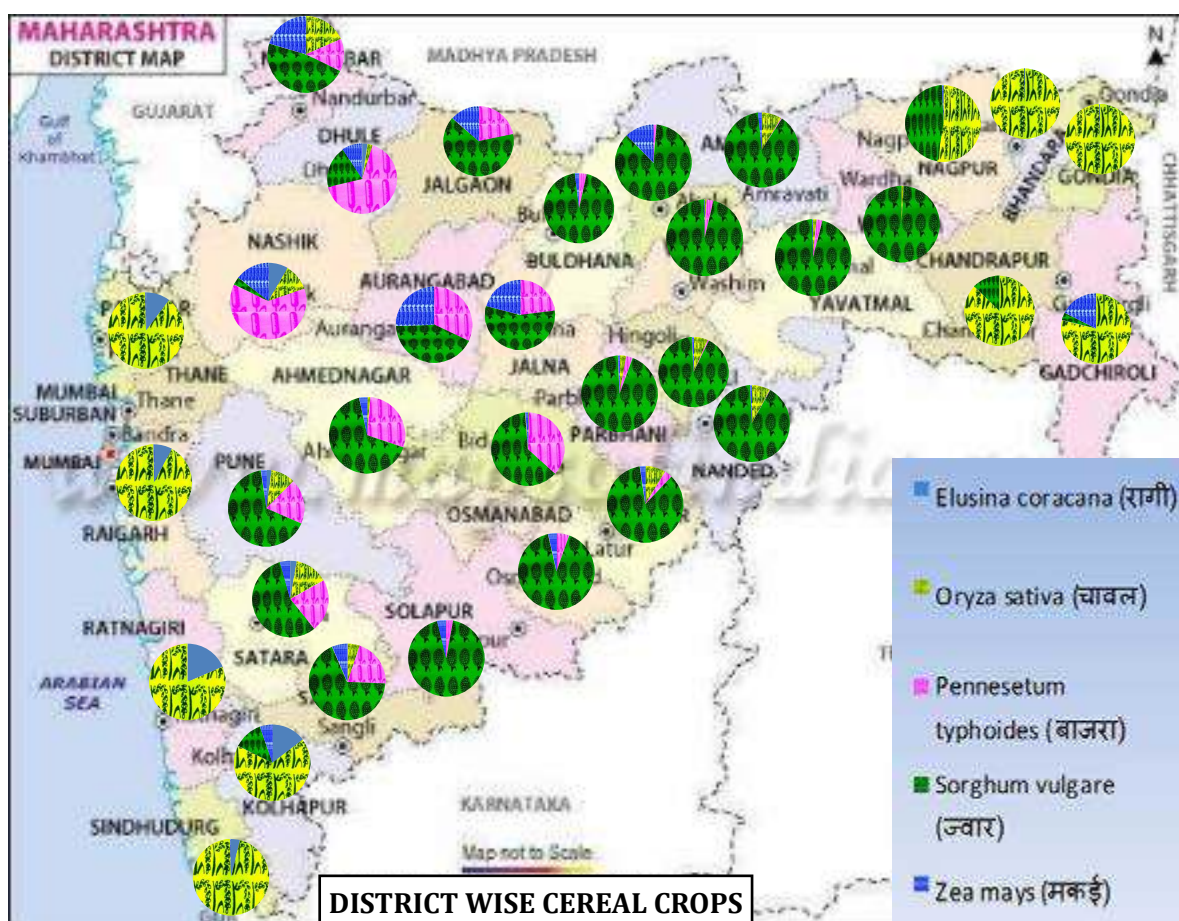 MAHARASHTRA
DISTRICT MAP
MADHYA PRADESH
N
GUJARAT
Gulf
of
Khambhat
Nandurbar
DHULE
JALGAON
Amravati
Wardha
NAGPUR
BHANDARA
GONDIA
Gondia
CHHATTISGARH
NASHIK
AURANGABAD
BULDHANA
Washim
YAVATMAL
CHANDRAPUR
GADCHIROLI
THANE
Thane
AHMEDNAGAR
JALNA
Hingoli
PARBHANI
NANDED
MUMBAI
SUBURBAN
Bandra
MUMBAI
PUNE
Bid
RAIGARH
OSMANABAD
Latur
RATNAGIRI
SATARA
SOLAPUR
ARABIAN
SEA
Sangli
KOLHAPUR
SINDHUDURG
KARNATAKA
Map not to Scale
Elusina coracana (रागी)
Oryza sativa (चावल)
Pennesetum
typhoides (बाजरा)
Sorghum vulgare
(ज्वार)
Zea mays (मकई)
DISTRICT WISE CEREAL CROPS